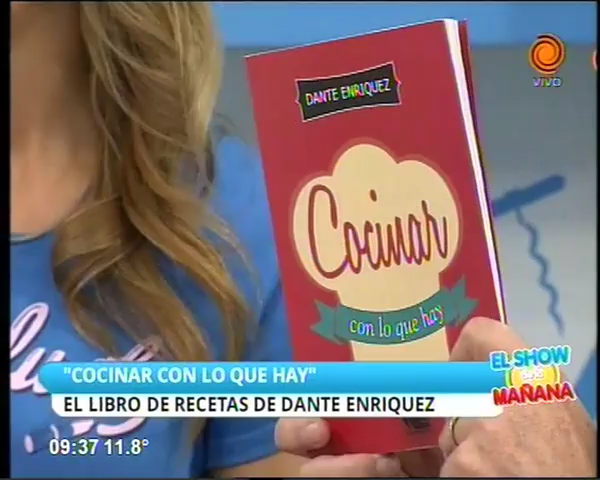 VIVO
DANTE ENRIQUEZ
Cocinar
con lo que hay
"COCINAR CON LO QUE HAY"
EL LIBRO DE RECETAS DE DANTE ENRIQUEZ
EL SHOW
DE LA
MAÑANA
09:37 11.8°